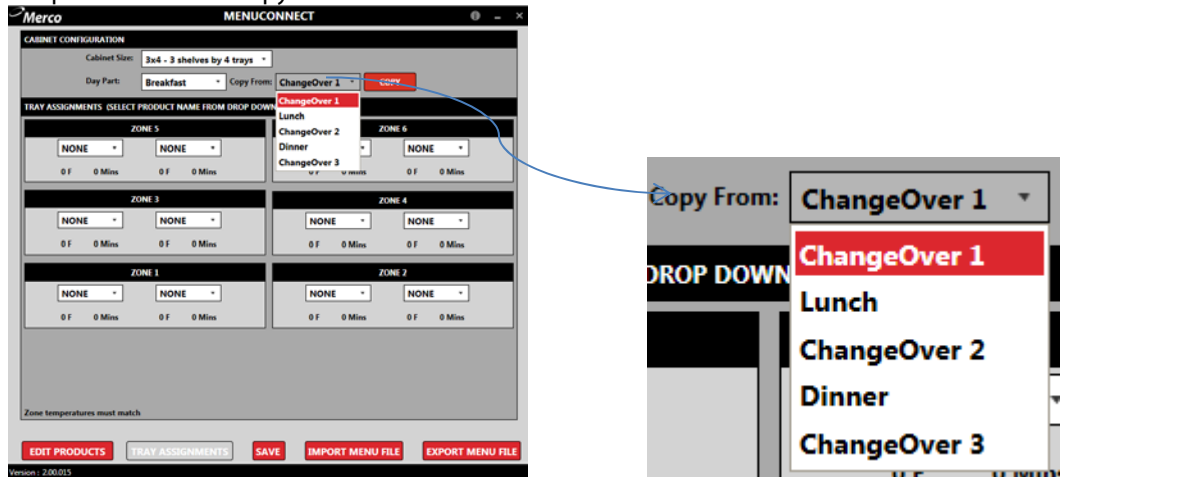 Merco MENUCONNECT
CABINET CONFIGURATION
Cabinet Size: 3x4 - 3 shelves by 4 trays
Day Part: Breakfast Copy From: ChangeOver 1 COPY
ChangeOver 1
Lunch
ChangeOver 2
Dinner
ChangeOver 3
TRAY ASSIGNMENTS (SELECT PRODUCT NAME FROM DROP DOWN
ZONE 5 ZONE 6
NONE NONE NONE
0 F 0 Mins 0 F 0 Mins 0 F 0 Mins 0 F 0 Mins
ZONE 3 ZONE 4
NONE NONE NONE NONE
0 F 0 Mins 0 F 0 Mins 0 F 0 Mins 0 F 0 Mins
ZONE 1 ZONE 2
NONE NONE NONE NONE
0 F 0 Mins 0 F 0 Mins 0 F 0 Mins 0 F 0 Mins
Zone temperatures must match
EDIT PRODUCTS TRAY ASSIGNMENTS SAVE IMPORT MENU FILE EXPORT MENU FILE
Version : 2.00.015
Copy From: ChangeOver 1
DROP DOWN
ChangeOver 1
Lunch
ChangeOver 2
Dinner
ChangeOver 3